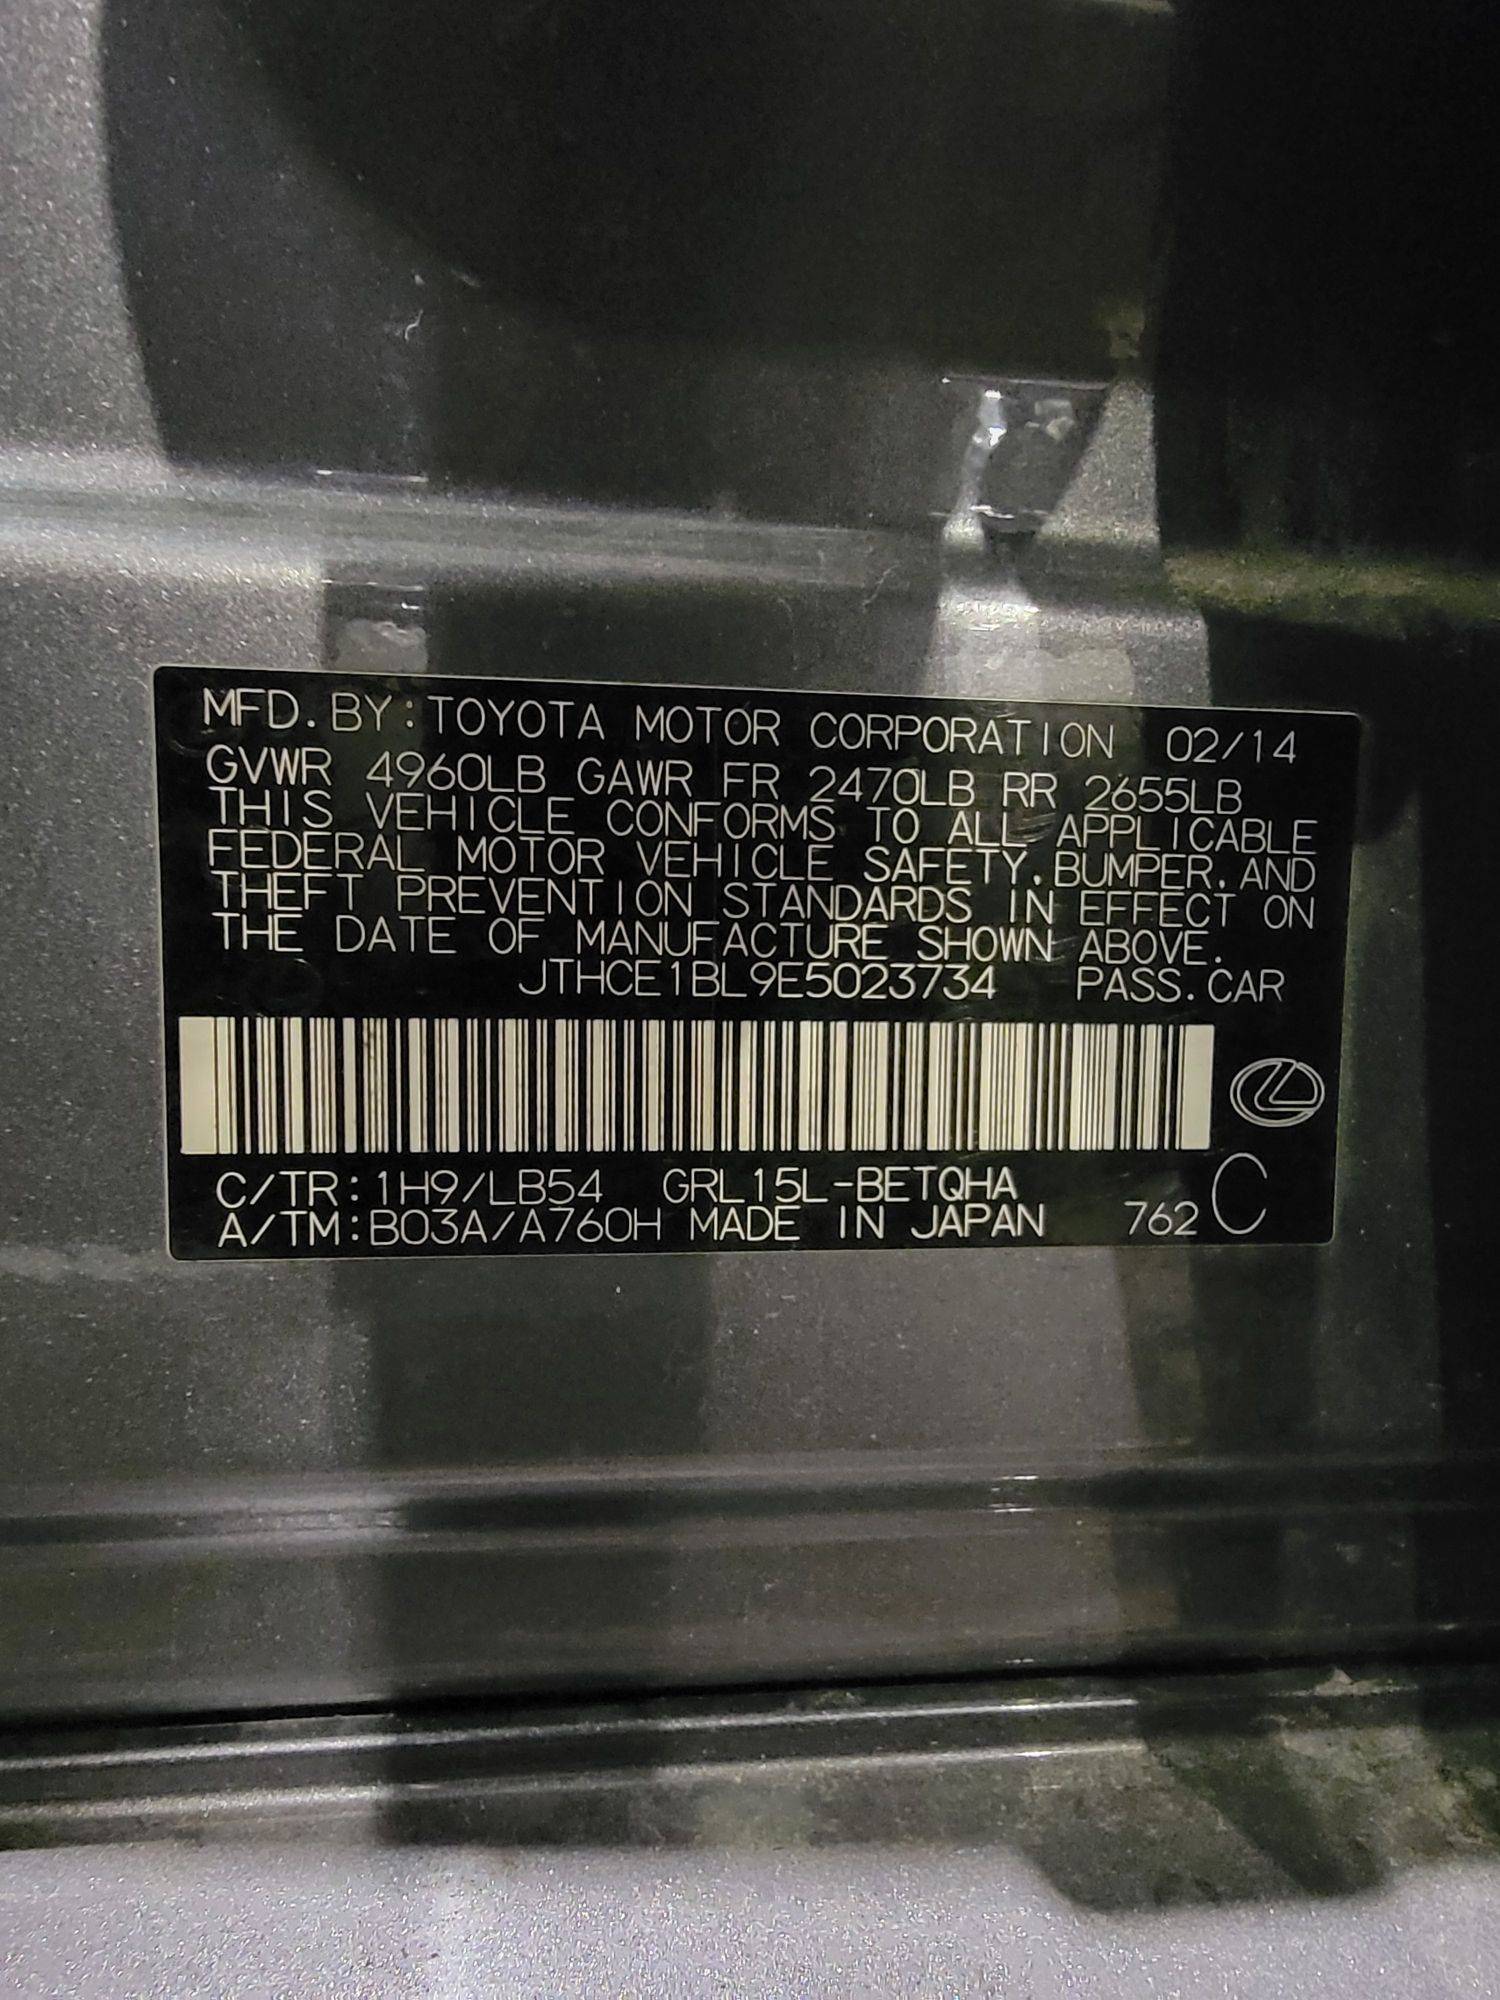 MFD. BY: TOYOTA MOTOR CORPORATION 02/14
GVWR 4960LB GAWR FR 2470LB RR 2655LB
THIS VEHICLE CONFORMS TO ALL APPLICABLE
FEDERAL MOTOR VEHICLE SAFETY. BUMPER. AND
THEFT PREVENTION STANDARDS IN EFFECT ON
THE DATE OF MANUFACTURE SHOWN ABOVE.
JTHCE1BL9E5023734 PASS. CAR
C/TR: 1H9/LB54 GRL15L-BETQHA
A/TM: B03A/A760H MADE IN JAPAN 762 C